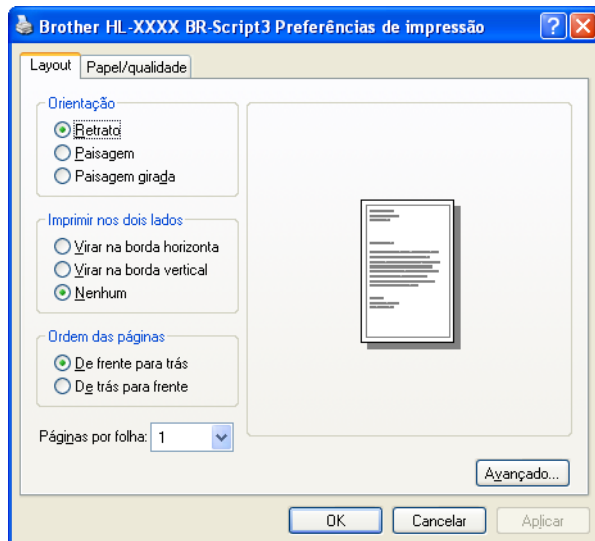 Brother HL-XXXX BR-Script3 Preferências de impressão
Layout Papel/qualidade
Orientação
Retrato
Paisagem
Paisagem girada
Imprimir nos dois lados
Virar na borda horizonta
Virar na borda vertical
Nenhum
Ordem das páginas
De frente para trás
De trás para frente
Páginas por folha: 1
Avançado...
OK Cancelar Aplicar